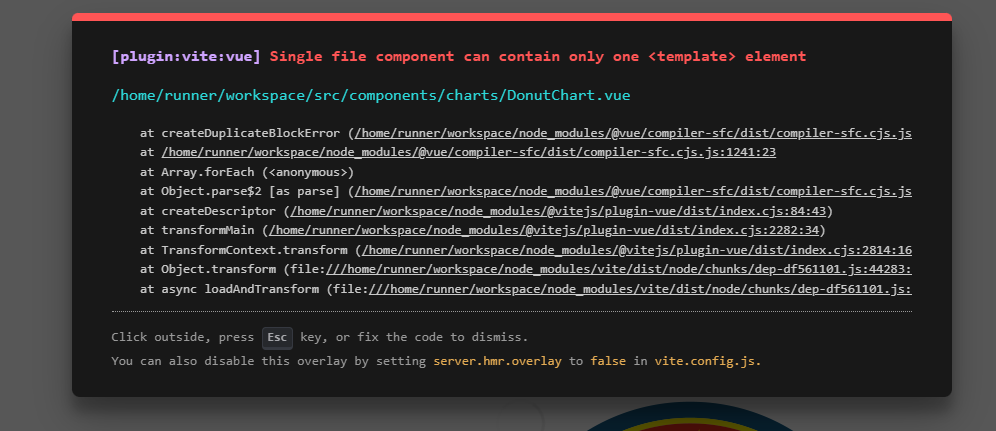 [plugin:vite:vue] Single file component can contain only one <template> element
/home/runner/workspace/src/components/charts/DonutChart.vue
at createDuplicateBlockError (/home/runner/workspace/node_modules/@vue/compiler-sfc/dist/compiler-sfc.cjs.js
at /home/runner/workspace/node_modules/@vue/compiler-sfc/dist/compiler-sfc.cjs.js:1241:23
at Array.forEach (<anonymous>)
at Object.parse$2 [as parse] (/home/runner/workspace/node_modules/@vue/compiler-sfc/dist/compiler-sfc.cjs.js
at createDescriptor (/home/runner/workspace/node_modules/@vitejs/plugin-vue/dist/index.cjs:84:43)
at transformMain (/home/runner/workspace/node_modules/@vitejs/plugin-vue/dist/index.cjs:2282:34)
at TransformContext.transform (/home/runner/workspace/node_modules/@vitejs/plugin-vue/dist/index.cjs:2814:16
at Object.transform (file:///home/runner/workspace/node_modules/vite/dist/node/chunks/dep-df561101.js:44283:
at async loadAndTransform (file:///home/runner/workspace/node_modules/vite/dist/node/chunks/dep-df561101.js:
Click outside, press Esc key, or fix the code to dismiss.
You can also disable this overlay by setting server.hmr.overlay to false in vite.config.js.